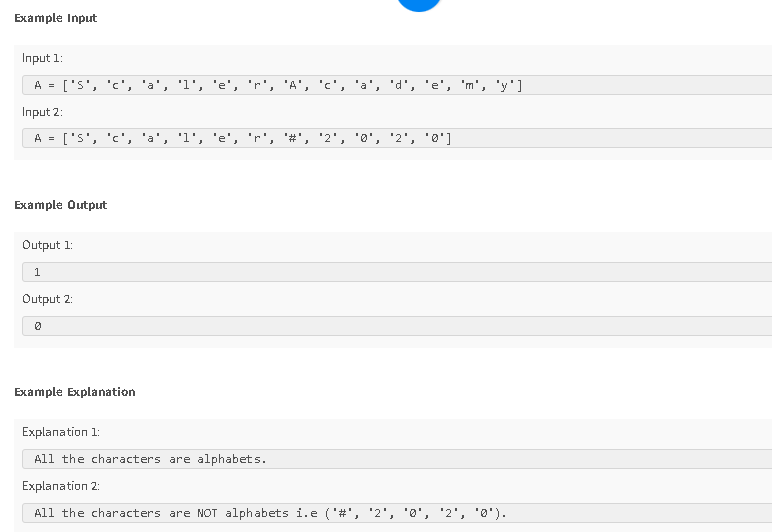 Example Input
Input 1:
A = ['S', 'c', 'a', 'l', 'e', 'r', 'A', 'c', 'a', 'd', 'e', 'm', 'y']
Input 2:
A = ['S', 'c', 'a', 'l', 'e', 'r', '#', '2', '0', '2', '0']
Example Output
Output 1:
1
Output 2:
0
Example Explanation
Explanation 1:
All the characters are alphabets.
Explanation 2:
All the characters are NOT alphabets i.e ('#', '2', '0', '2', '0').